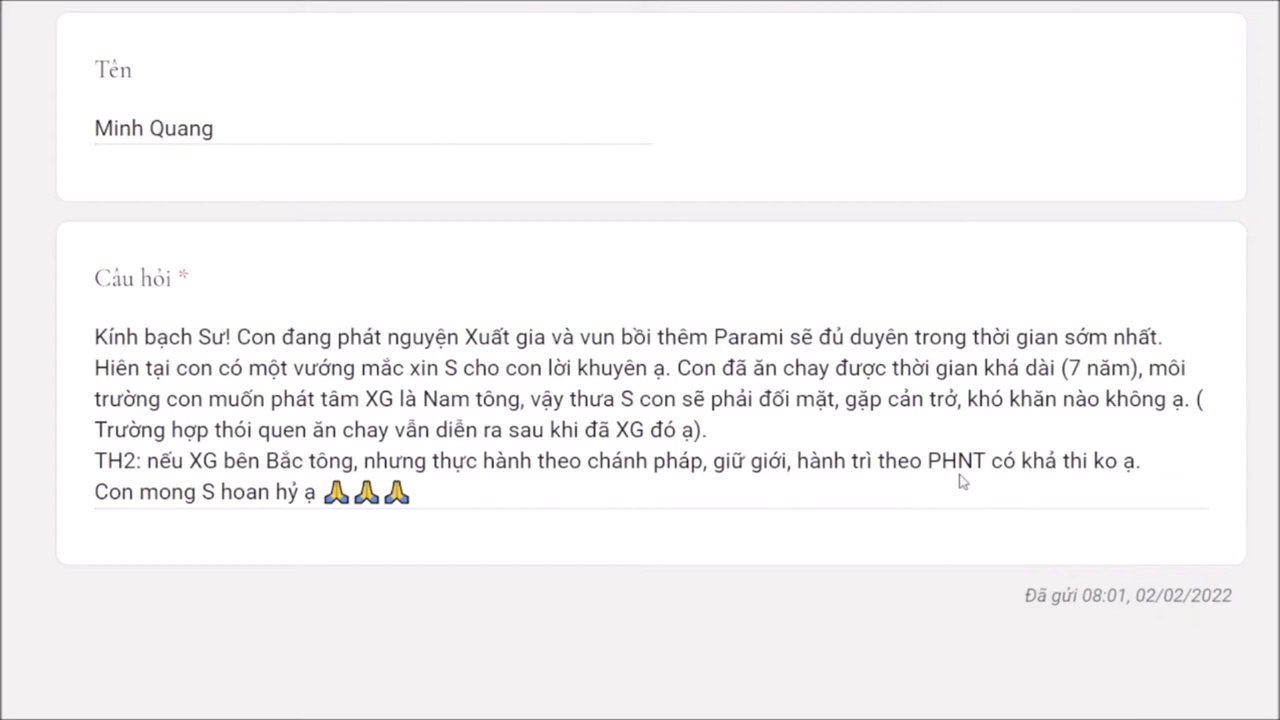 Tên
Minh Quang
Câu hỏi *
Kính bạch Sư! Con đang phát nguyện Xuất gia và vun bồi thêm Parami sẽ đủ duyên trong thời gian sớm nhất.
Hiên tại con có một vướng mắc xin S cho con lời khuyên ạ. Con đã ăn chay được thời gian khá dài (7 năm), môi
trường con muốn phát tâm XG là Nam tông, vậy thưa S con sẽ phải đối mặt, gặp cản trở, khó khăn nào không ạ. (
Trường hợp thói quen ăn chay vẫn diễn ra sau khi đã XG đó ạ).
TH2: nếu XG bên Bắc tông, nhưng thực hành theo chánh pháp, giữ giới, hành trì theo PHNT có khả thi ko ạ.
Con mong S hoan hỷ ạ 🙏🙏🙏
Đã gửi 08:01, 02/02/2022